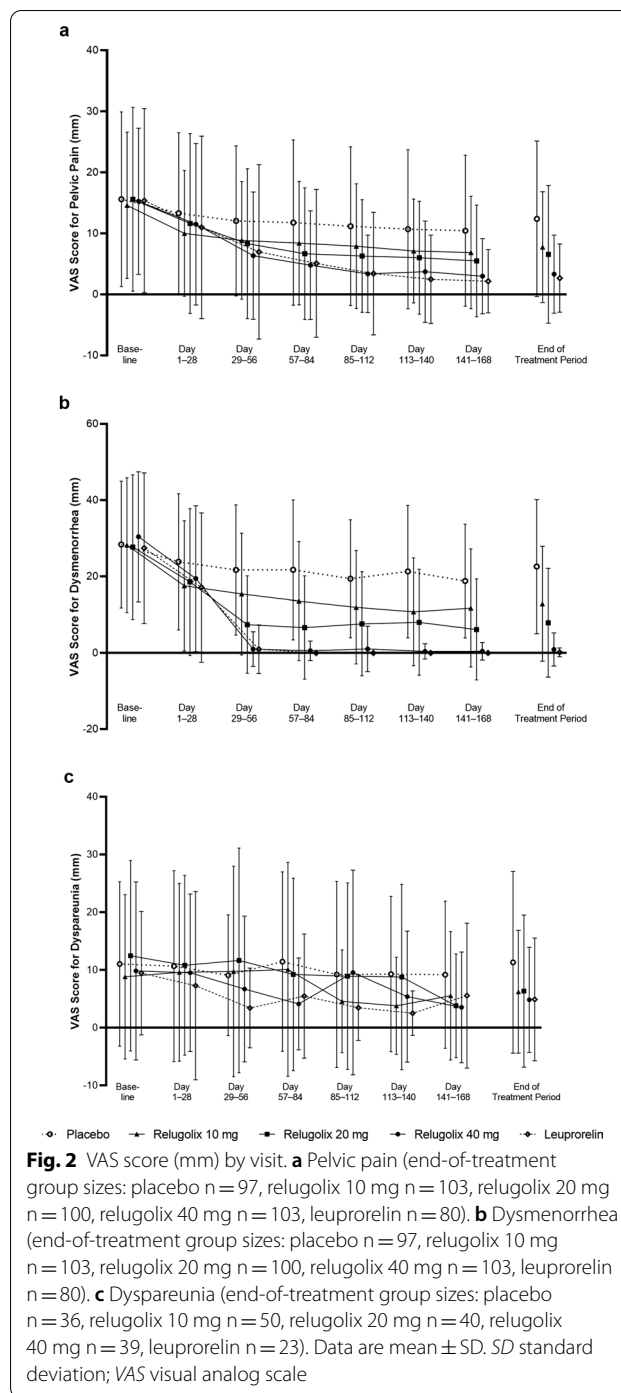 a
40
30
20
10
0
-10
VAS Score for Pelvic Pain (mm)
Base-
line
Day
1–28
Day
29–56
Day
57–84
Day
85–112
Day
113–140
Day
141–168
End of
Treatment Period
b
60
40
20
0
-20
VAS Score for Dysmenorrhea (mm)
Base-
line
Day
1–28
Day
29–56
Day
57–84
Day
85–112
Day
113–140
Day
141–168
End of
Treatment Period
c
40
30
20
10
0
-10
VAS Score for Dyspareunia (mm)
Base-
line
Day
1–28
Day
29–56
Day
57–84
Day
85–112
Day
113–140
Day
141–168
End of
Treatment Period
Placebo Relugolix 10 mg Relugolix 20 mg Relugolix 40 mg Leuprorelin
Fig. 2 VAS score (mm) by visit. a Pelvic pain (end-of-treatment
group sizes: placebo n = 97, relugolix 10 mg n = 103, relugolix 20 mg
n = 100, relugolix 40 mg n = 103, leuprorelin n = 80). b Dysmenorrhea
(end-of-treatment group sizes: placebo n = 97, relugolix 10 mg
n = 103, relugolix 20 mg n = 100, relugolix 40 mg n = 103, leuprorelin
n = 80). c Dyspareunia (end-of-treatment group sizes: placebo
n = 36, relugolix 10 mg n = 50, relugolix 20 mg n = 40, relugolix
40 mg n = 39, leuprorelin n = 23). Data are mean ± SD. SD standard
deviation; VAS visual analog scale